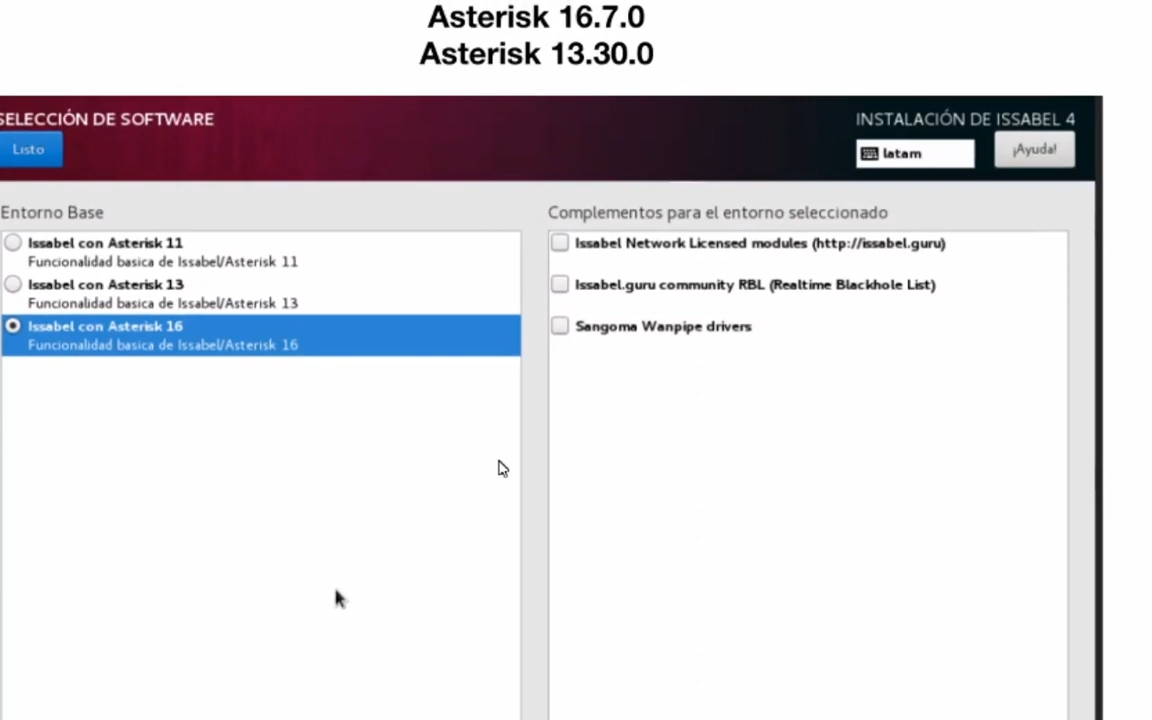 Asterisk 16.7.0
Asterisk 13.30.0
SELECCIÓN DE SOFTWARE
INSTALACIÓN DE ISSABEL 4
Listo
latam
¡Ayuda!
Entorno Base
Issabel con Asterisk 11
Funcionalidad basica de Issabel/Asterisk 11
Issabel con Asterisk 13
Funcionalidad basica de Issabel/Asterisk 13
Issabel con Asterisk 16
Funcionalidad basica de Issabel/Asterisk 16
Complementos para el entorno seleccionado
Issabel Network Licensed modules (http://issabel.guru)
Issabel.guru community RBL (Realtime Blackhole List)
Sangoma Wanpipe drivers